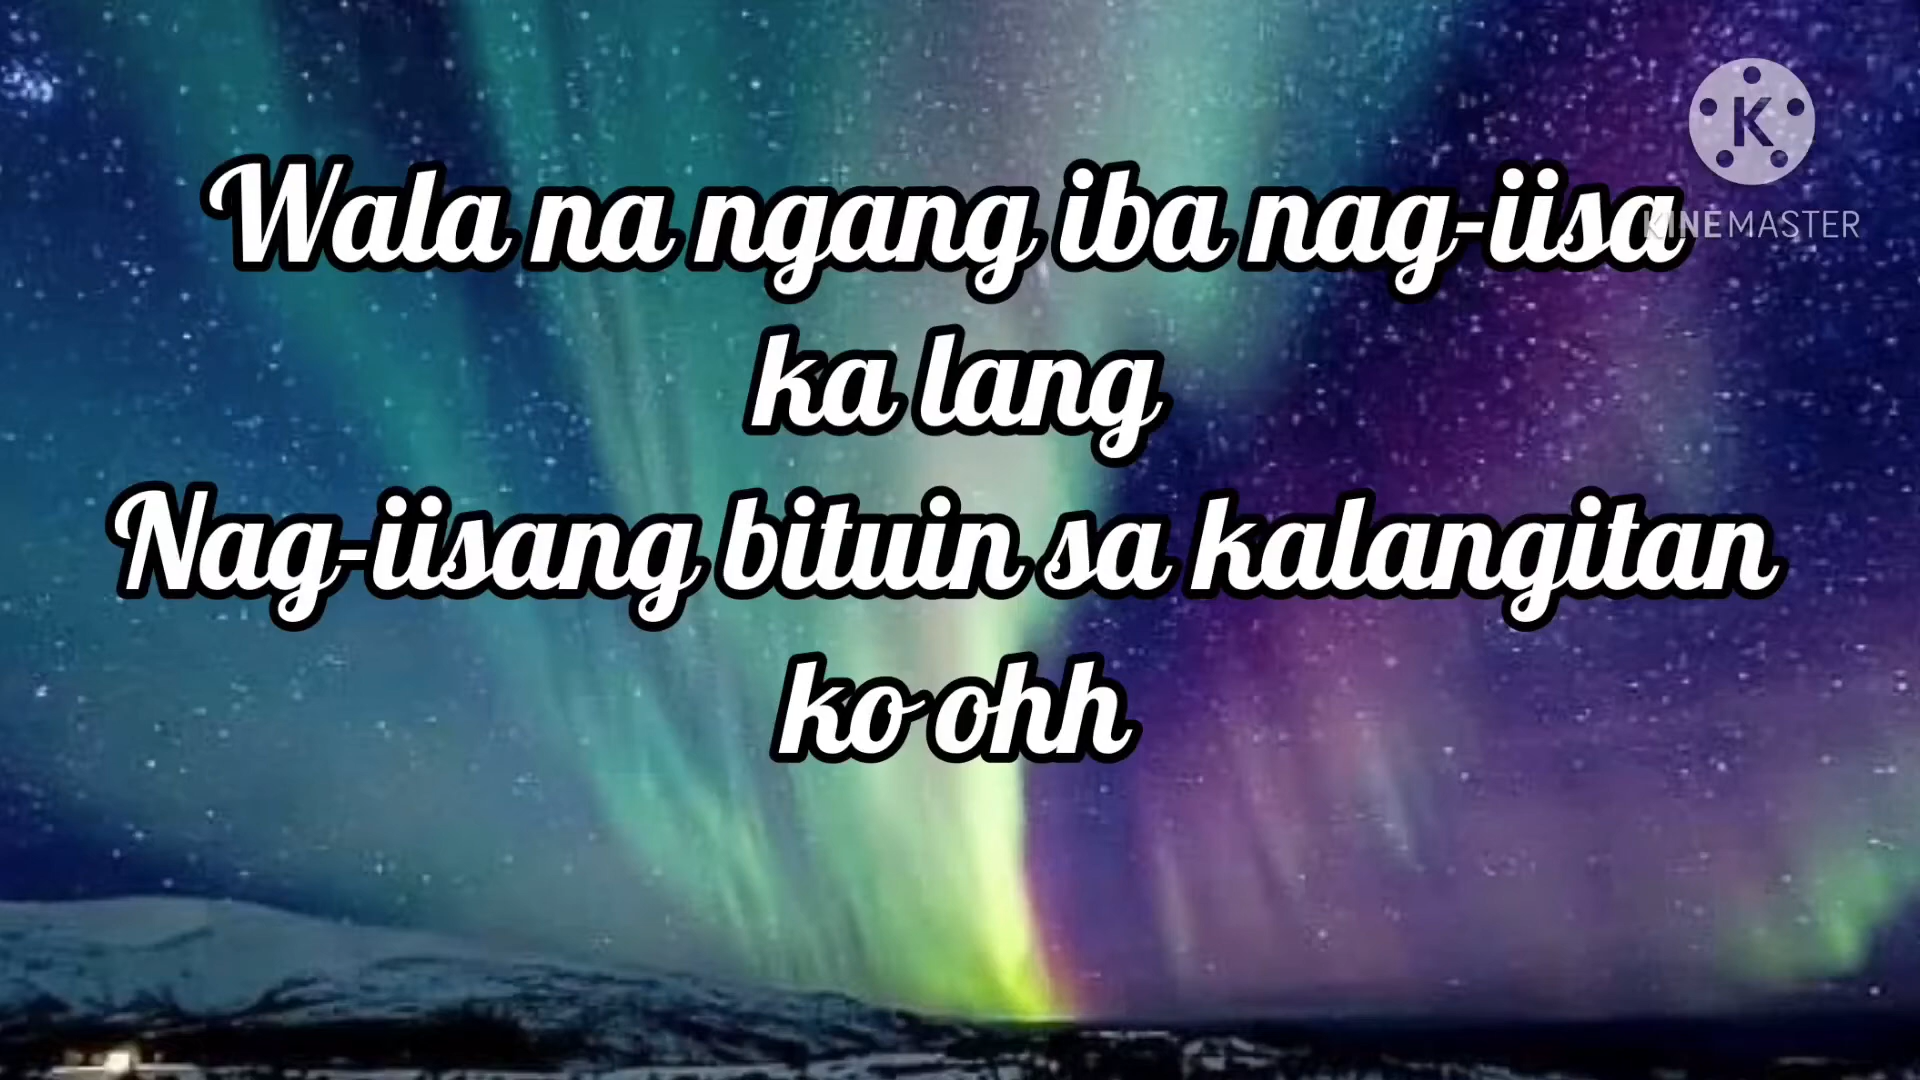 Wala na ngang iba nag-iisa
ka lang
Nag-iisang bituin sa kalangitan
ko ohh
K
KINEMASTER